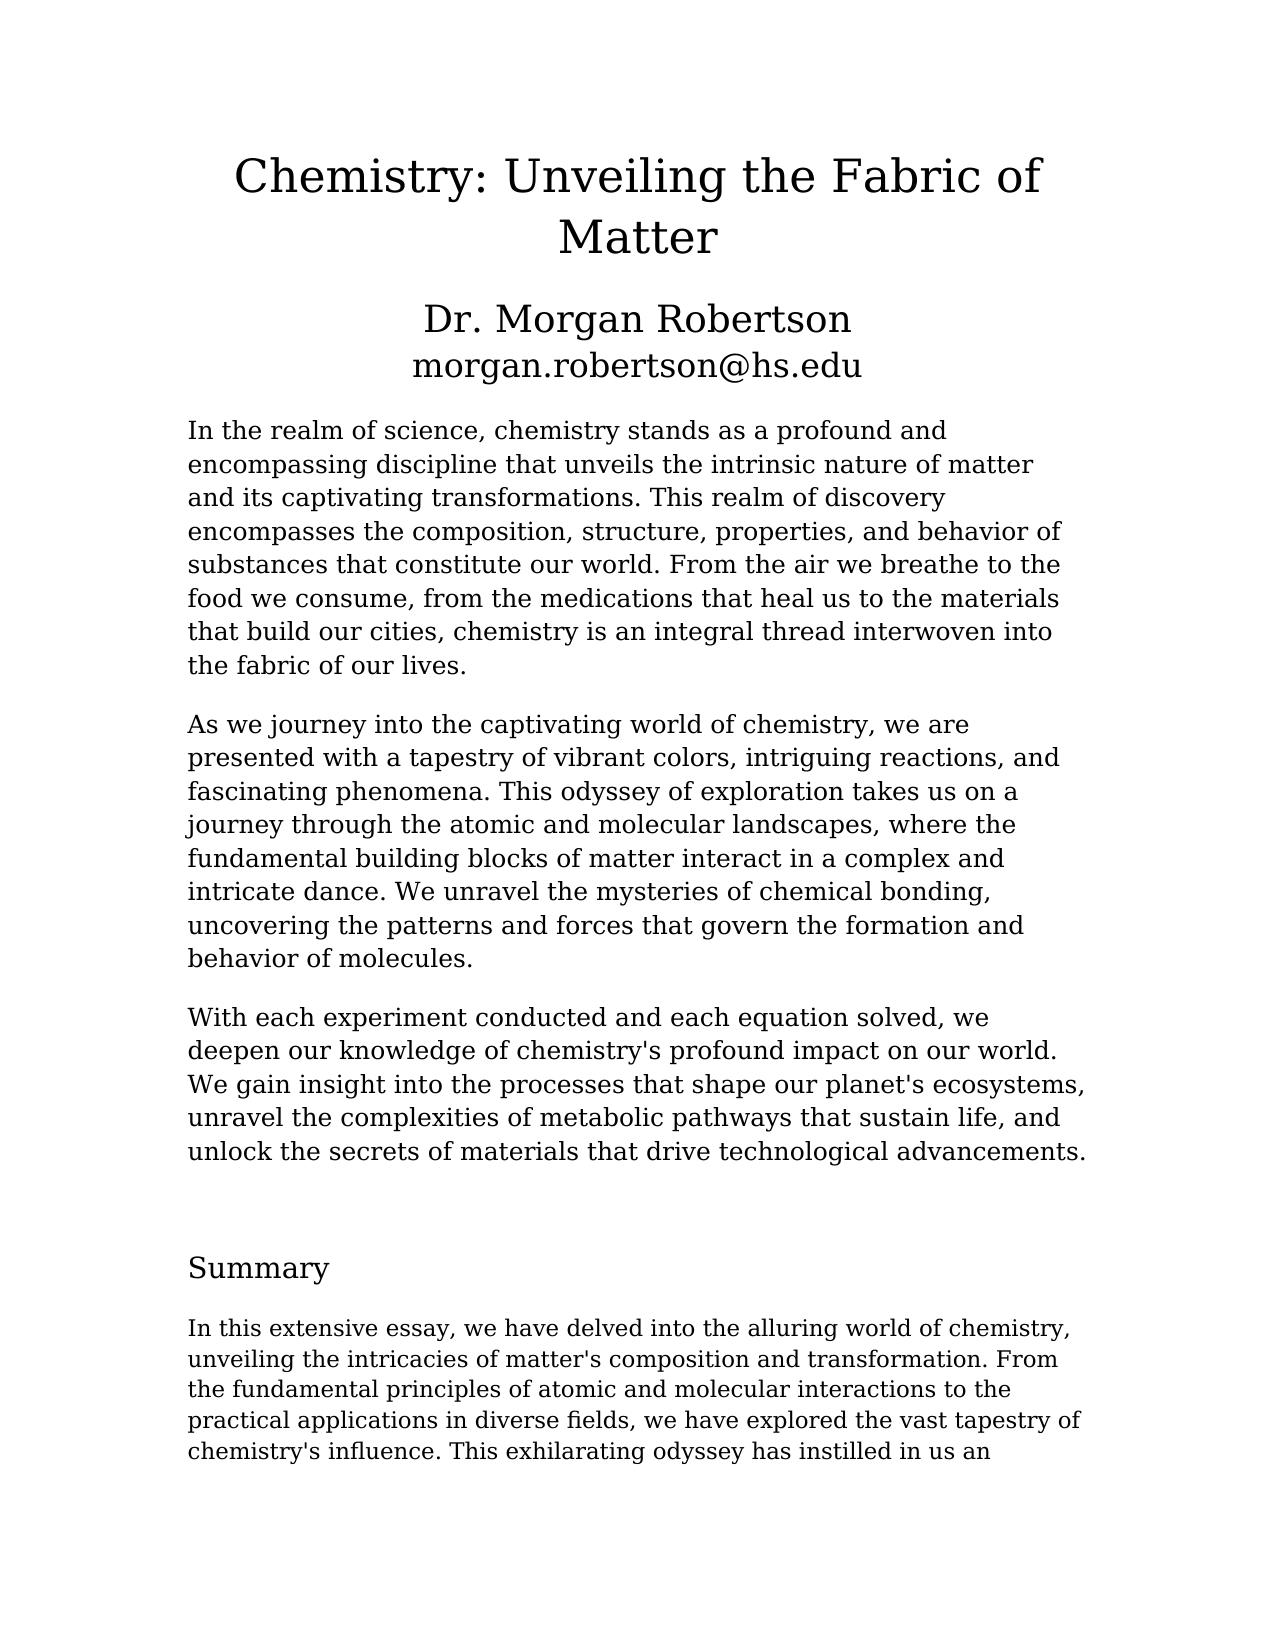 Chemistry: Unveiling the Fabric of
Matter
Dr. Morgan Robertson
morgan.robertson@hs.edu
In the realm of science, chemistry stands as a profound and
encompassing discipline that unveils the intrinsic nature of matter
and its captivating transformations. This realm of discovery
encompasses the composition, structure, properties, and behavior of
substances that constitute our world. From the air we breathe to the
food we consume, from the medications that heal us to the materials
that build our cities, chemistry is an integral thread interwoven into
the fabric of our lives.
As we journey into the captivating world of chemistry, we are
presented with a tapestry of vibrant colors, intriguing reactions, and
fascinating phenomena. This odyssey of exploration takes us on a
journey through the atomic and molecular landscapes, where the
fundamental building blocks of matter interact in a complex and
intricate dance. We unravel the mysteries of chemical bonding,
uncovering the patterns and forces that govern the formation and
behavior of molecules.
With each experiment conducted and each equation solved, we
deepen our knowledge of chemistry's profound impact on our world.
We gain insight into the processes that shape our planet's ecosystems,
unravel the complexities of metabolic pathways that sustain life, and
unlock the secrets of materials that drive technological advancements.
Summary
In this extensive essay, we have delved into the alluring world of chemistry,
unveiling the intricacies of matter's composition and transformation. From
the fundamental principles of atomic and molecular interactions to the
practical applications in diverse fields, we have explored the vast tapestry of
chemistry's influence. This exhilarating odyssey has instilled in us an